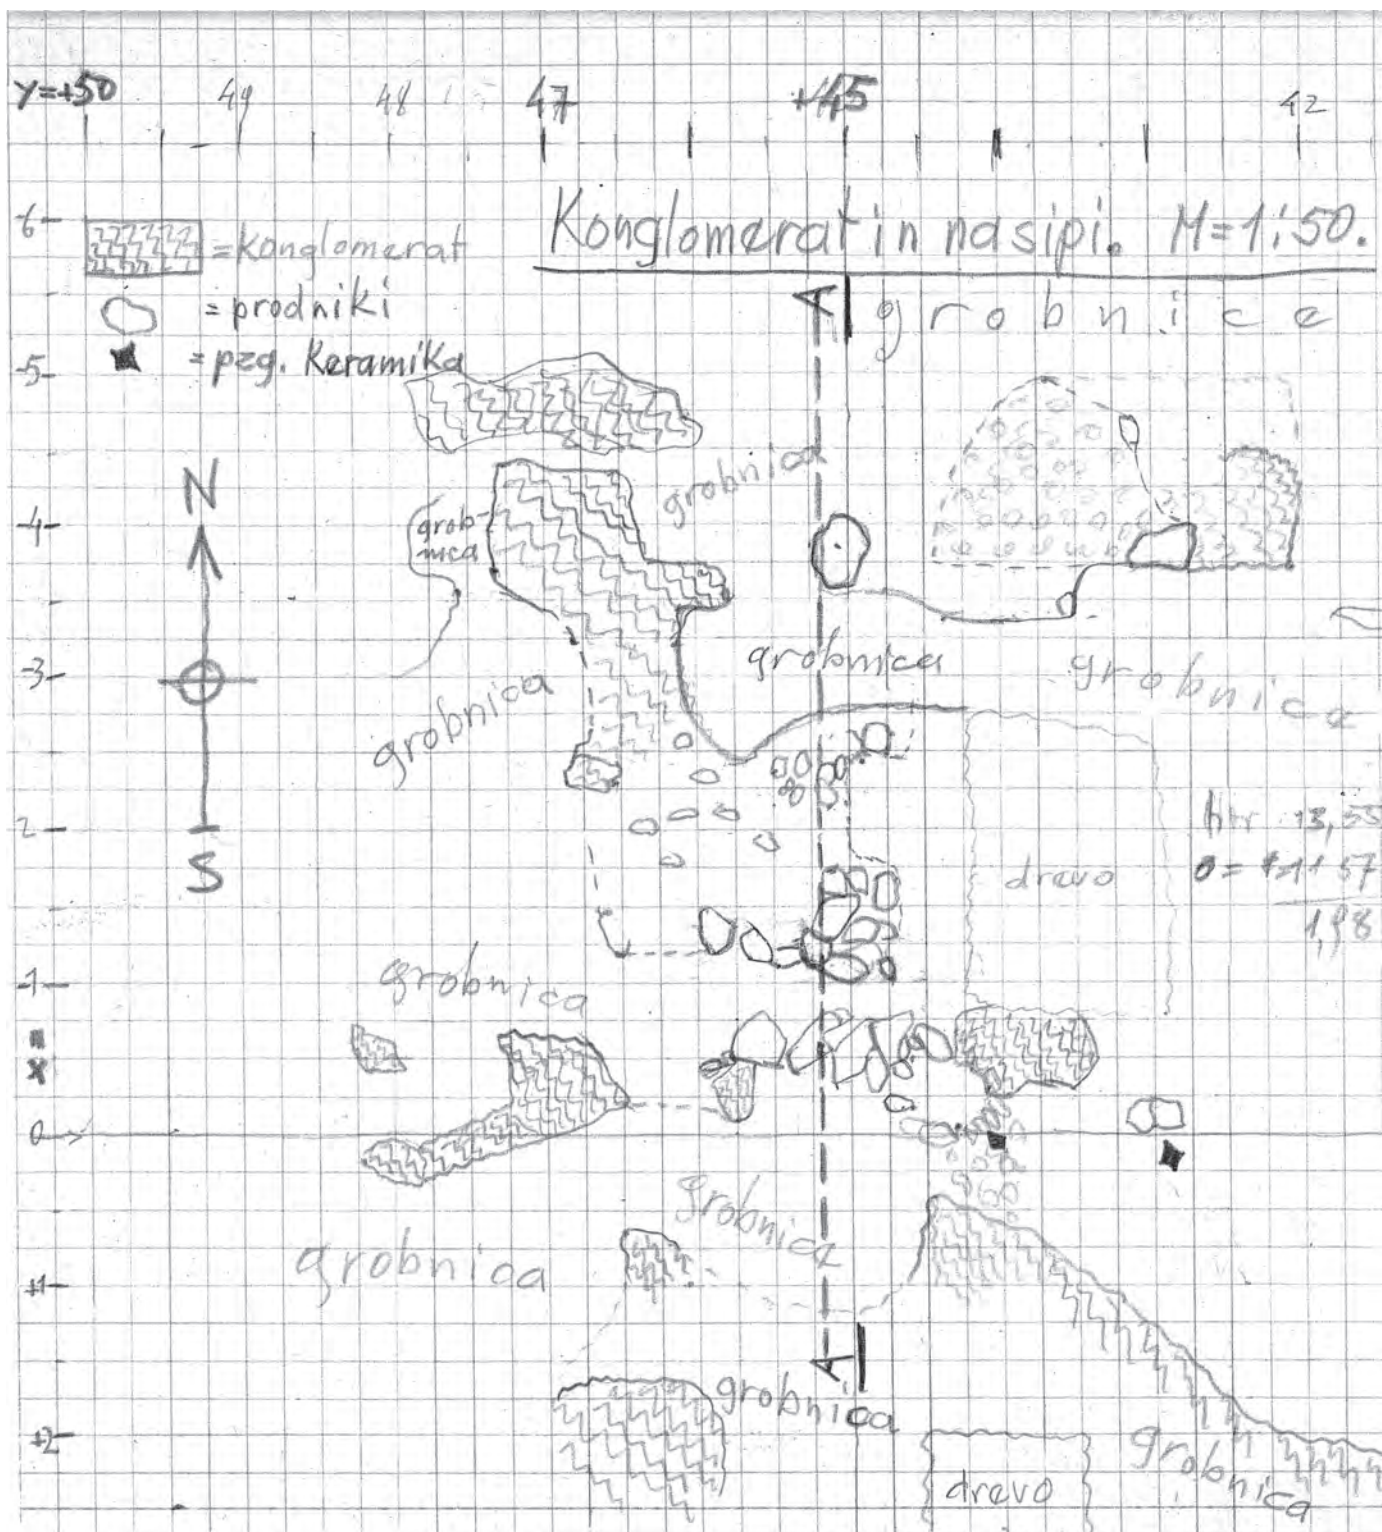 y=+50 49 48 47 +45 42
-6
Konglomerat in nasipi. M=1:50.
= Konglomerat
= prodniki
= pzg. Keramika
grobnice
-5
grobnica
N
-4
grob-
nica
grobnica
grobnica
-3
grobnica
S
-2
drevo
1,98
grobnica
-1
x =
0
grobnica
grobnica
+1
grobnica
+2
grobnica
drevo
A
A